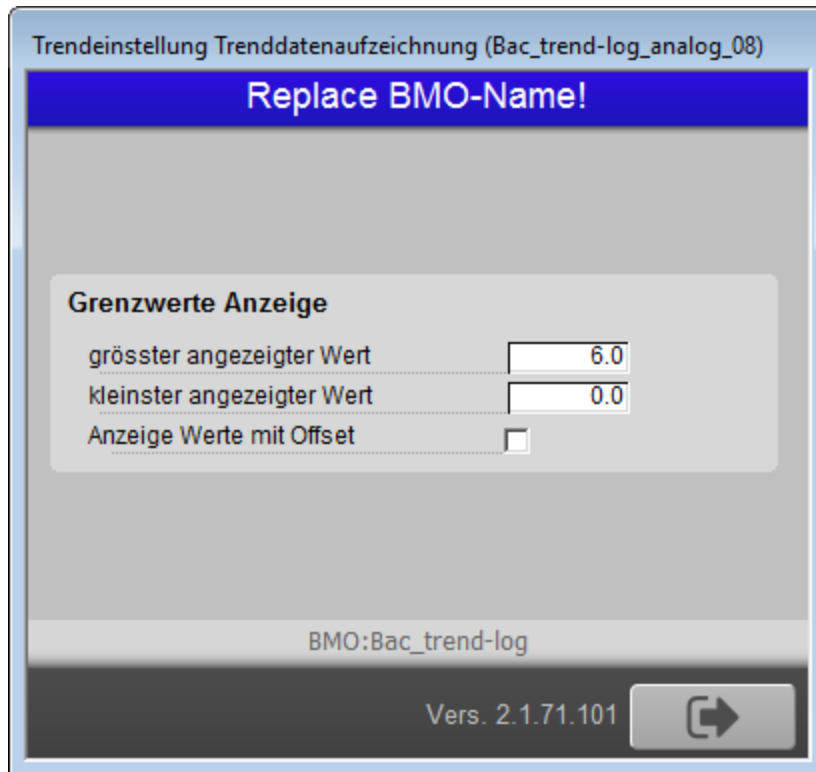 Trendeinstellung Trenddatenaufzeichnung (Bac_trend-log_analog_08)
Replace BMO-Name!
Grenzwerte Anzeige
grösster angezeigter Wert 6.0
kleinster angezeigter Wert 0.0
Anzeige Werte mit Offset
BMO:Bac_trend-log
Vers. 2.1.71.101